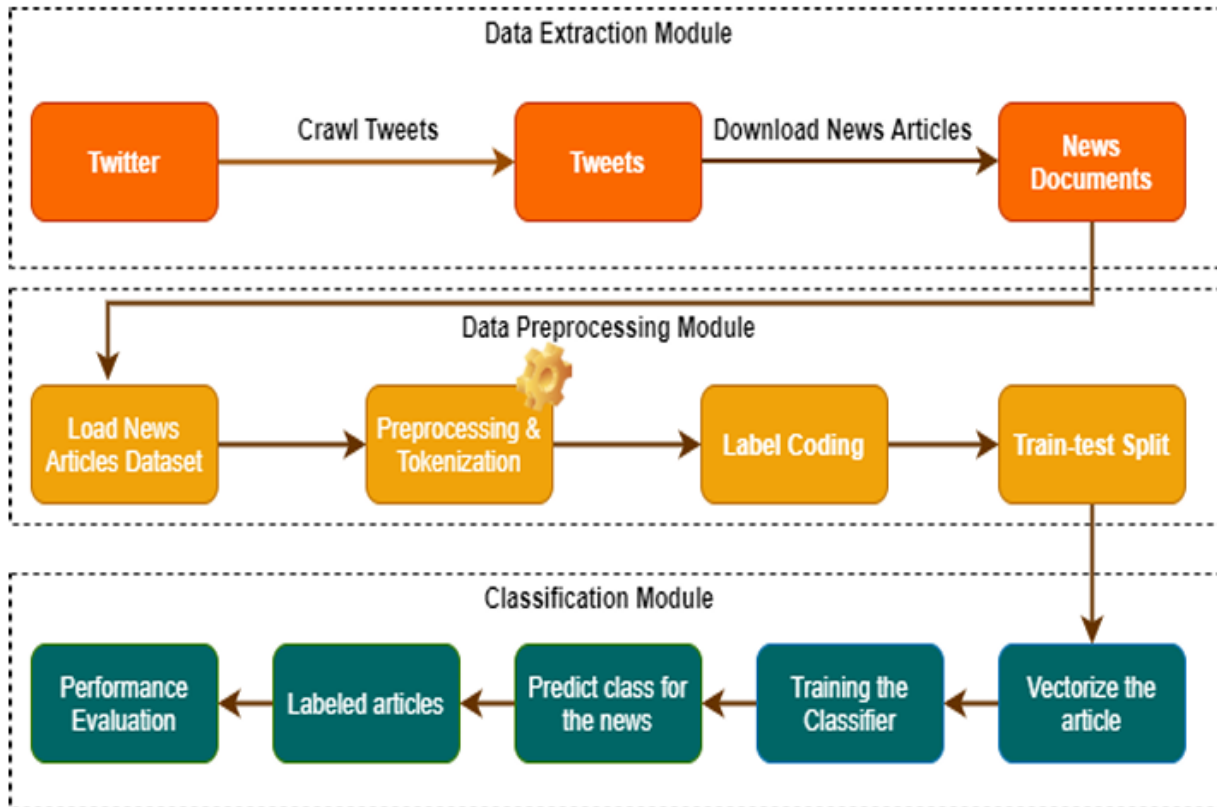 Data Extraction Module
Crawl Tweets
Download News Articles
Twitter
Tweets
News
Documents
Data Preprocessing Module
Load News
Articles Dataset
Preprocessing &
Tokenization
Label Coding
Train-test Split
Classification Module
Performance
Evaluation
Labeled articles
Predict class for
the news
Training the
Classifier
Vectorize the
article